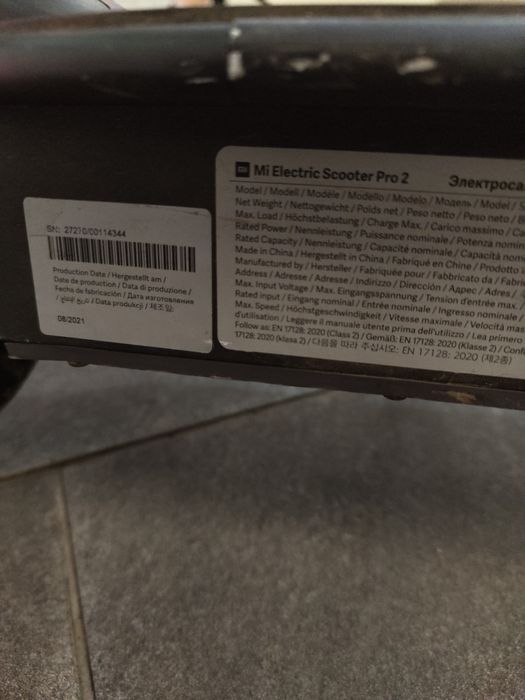 SN: 27210/00114344
Production Date / Hergestellt am /
Date de production / Data di produzione /
Fecha de fabricación / Дата изготовления
/ Data produkcji / 제조일:
08/2021
Mi Electric Scooter Pro 2 Электроса
Model / Modell / Modèle / Modello / Modelo / Модель / Model /
Net Weight / Nettogewicht / Poids net / Peso netto / Peso neto /
Max. Load / Höchstbelastung / Charge Max. / Carico massimo /
Rated Power / Nennleistung / Puissance nominale / Potenza nomin
Rated Capacity / Nennleistung / Capacité nominale / Capacità nom
Made in China / Hergestellt in China / Fabriqué en Chine / Prodotto
Manufactured by / Hersteller / Fabriquée pour / Fabbricato da / Fabri
Address / Adresse / Adresse / Indirizzo / Dirección / Адрес / Adres /
Max. Input Voltage / Max. Eingangsspannung / Tension d'entrée max. /
Rated input / Eingang nominal / Entrée nominale / Ingresso nominale /
Max. Speed / Höchstgeschwindigkeit / Vitesse maximale / Velocità ma
d'utilisation / Leggere il manuale utente prima dell'utilizzo / Lea primero
Follow as: EN 17128: 2020 (Class 2) / Gemäß: EN 17128: 2020 (Klasse 2) / Conf
17128: 2020 (klasa 2) / 다음을 따라 주십시오: EN 17128: 2020 (제2종)